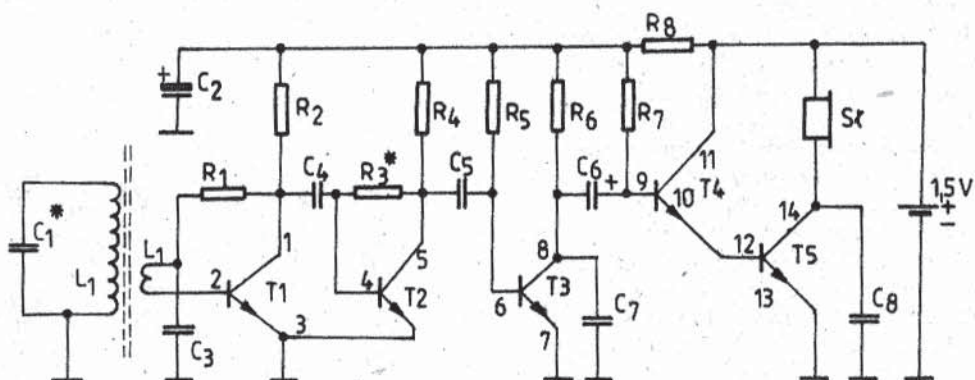 R8
+
C2
R2
R4
R5
R6
R7
Sł
C1
*
L1
L1
R1
C4
R3*
C5
C6
+
9
10
11
T4
1,5V
+
-
1
2
T1
3
C3
4
5
T2
6
8
T3
7
C7
12
14
T5
13
C8